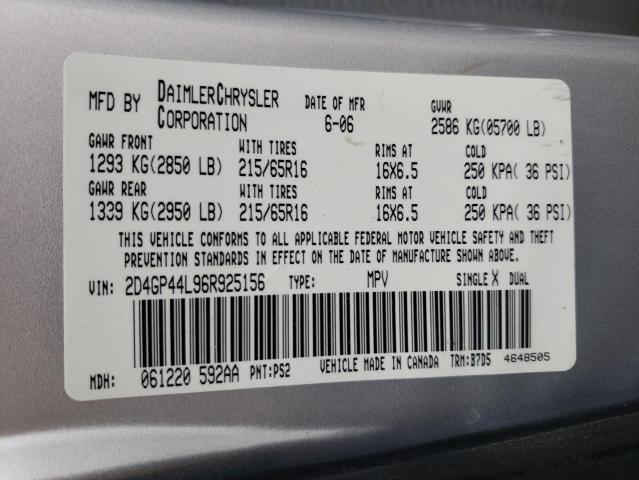 MFD BY DAIMLERCHRYSLER CORPORATION DATE OF MFR 6-06 GVWR 2586 KG(05700 LB)
GAWR FRONT WITH TIRES RIMS AT COLD
1293 KG(2850 LB) 215/65R16 16X6.5 250 KPA( 36 PSI)
GAWR REAR WITH TIRES RIMS AT COLD
1339 KG(2950 LB) 215/65R16 16X6.5 250 KPA( 36 PSI)
THIS VEHICLE CONFORMS TO ALL APPLICABLE FEDERAL MOTOR VEHICLE SAFETY AND THEFT
PREVENTION STANDARDS IN EFFECT ON THE DATE OF MANUFACTURE SHOWN ABOVE.
VIN: 2D4GP44L96R925156 TYPE: MPV SINGLE X DUAL
MDH: 061220 592AA PNT:PS2 VEHICLE MADE IN CANADA TRM:B7D5 4648505